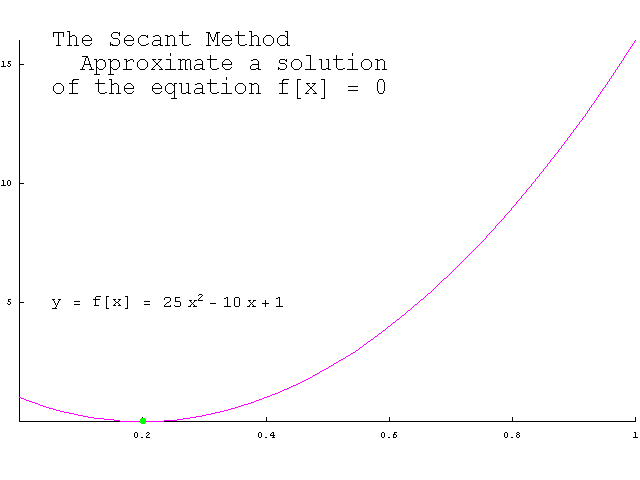 The Secant Method
Approximate a solution
of the equation f[x] = 0
15
10
y = f[x] = 25 x² - 10 x + 1
5
0.2 0.4 0.6 0.8 1